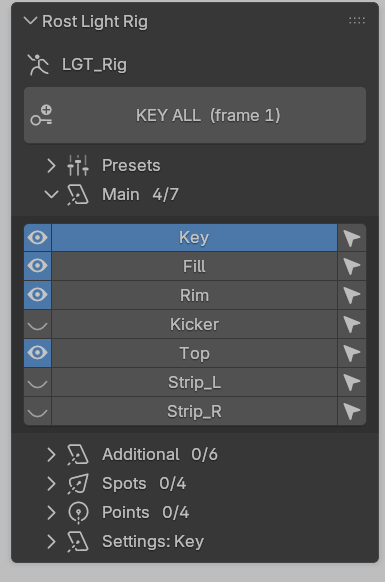 Rost Light Rig
LGT_Rig
KEY ALL (frame 1)
Presets
Main 4/7
Key
Fill
Rim
Kicker
Top
Strip_L
Strip_R
Additional 0/6
Spots 0/4
Points 0/4
Settings: Key